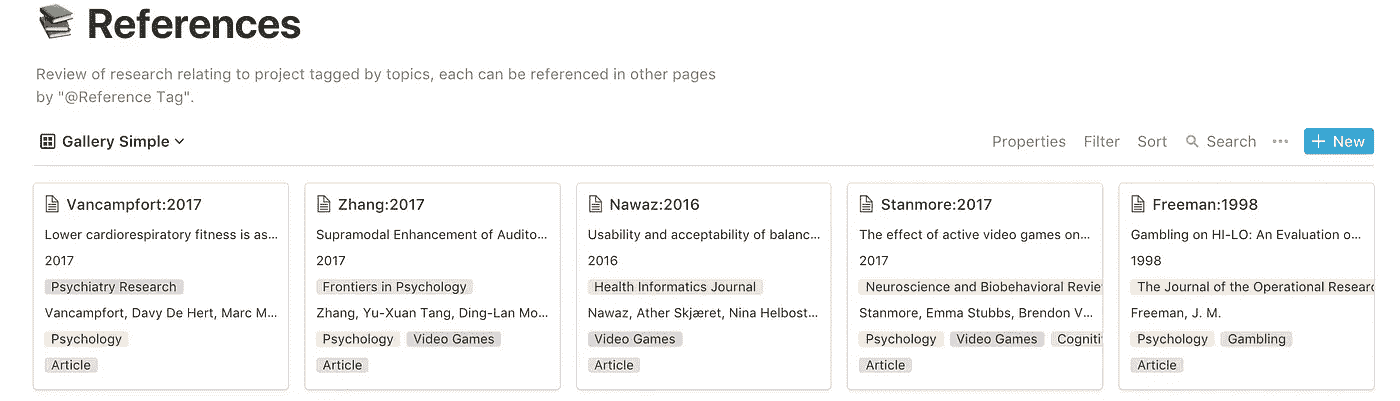 References
Review of research relating to project tagged by topics, each can be referenced in other pages
by "@Reference Tag".
Gallery Simple
Properties Filter Sort Search ··· + New
Vancampfort:2017
Lower cardiorespiratory fitness is as...
2017
Psychiatry Research
Vancampfort, Davy De Hert, Marc M...
Psychology
Article
Zhang:2017
Supramodal Enhancement of Audito...
2017
Frontiers in Psychology
Zhang, Yu-Xuan Tang, Ding-Lan Mo...
Psychology Video Games
Article
Nawaz:2016
Usability and acceptability of balanc...
2016
Health Informatics Journal
Nawaz, Ather Skjæret, Nina Helbost...
Video Games
Article
Stanmore:2017
The effect of active video games on...
2017
Neuroscience and Biobehavioral Review
Stanmore, Emma Stubbs, Brendon V...
Psychology Video Games Cogniti
Article
Freeman:1998
Gambling on HI-LO: An Evaluation o...
1998
The Journal of the Operational Researc
Freeman, J. M.
Psychology Gambling
Article